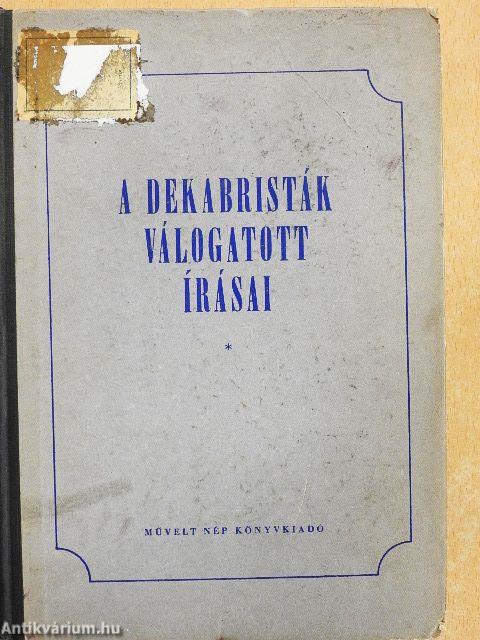 A DEKABRISTÁK
VÁLOGATOTT
ÍRÁSAI
*
MŰVELT NÉP KÖNYVKIADÓ
Antikvárium.hu